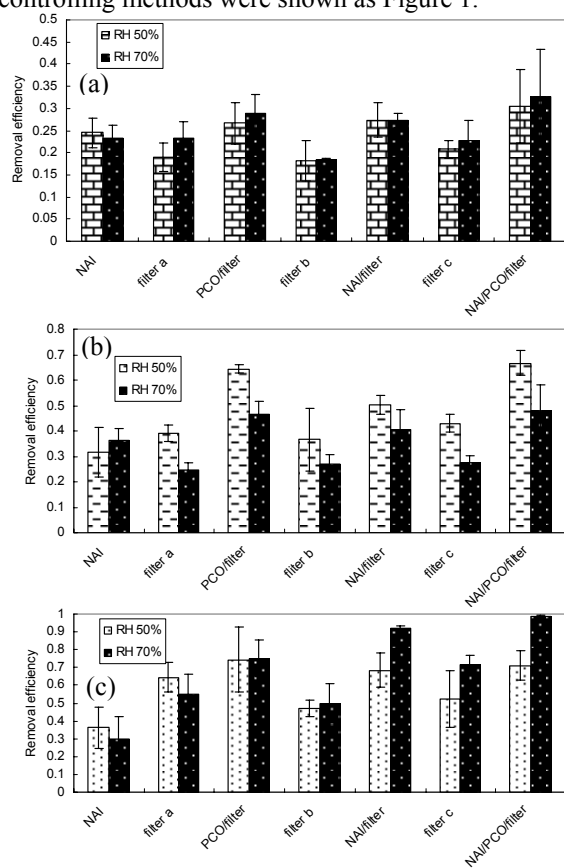 controlling methods were shown as Figure 1.
0.5
0.45
0.4
0.35
0.3
0.25
0.2
0.15
0.1
0.05
0
Removal efficiency
(a)
RH 50%
RH 70%
NAI
filter a
PCO/filter
filter b
NAI/filter
filter c
NAI/PCO/filter
0.8
0.7
0.6
0.5
0.4
0.3
0.2
0.1
0
Removal efficiency
(b)
RH 50%
RH 70%
NAI
filter a
PCO/filter
filter b
NAI/filter
filter c
NAI/PCO/filter
1
0.9
0.8
0.7
0.6
0.5
0.4
0.3
0.2
0.1
0
Removal efficiency
RH 50%
RH 70%
(c)
NAI
filter a
PCO/filter
filter b
NAI/filter
filter c
NAI/PCO/filter